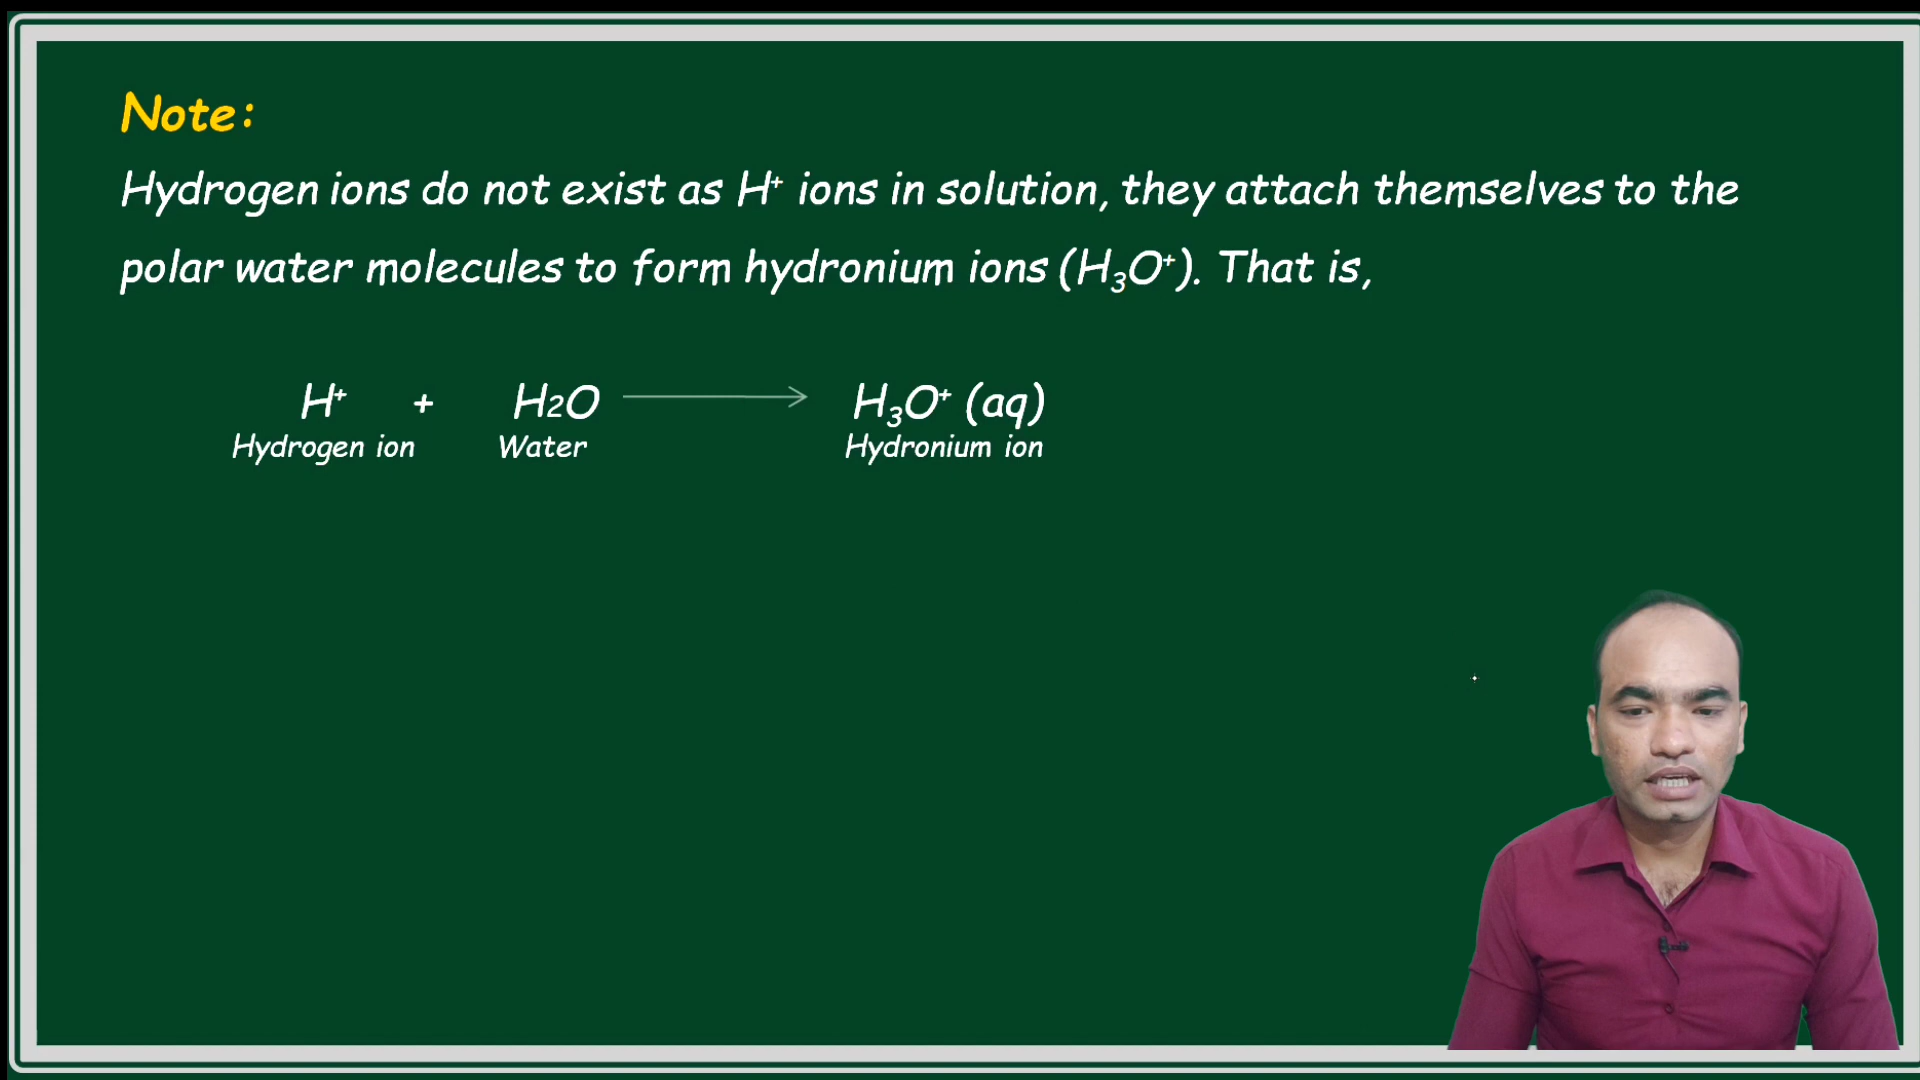 Note:
Hydrogen ions do not exist as H⁺ ions in solution, they attach themselves to the
polar water molecules to form hydronium ions (H₃O⁺). That is,
H⁺ + H2O ⟶ H₃O⁺ (aq)
Hydrogen ion Water Hydronium ion